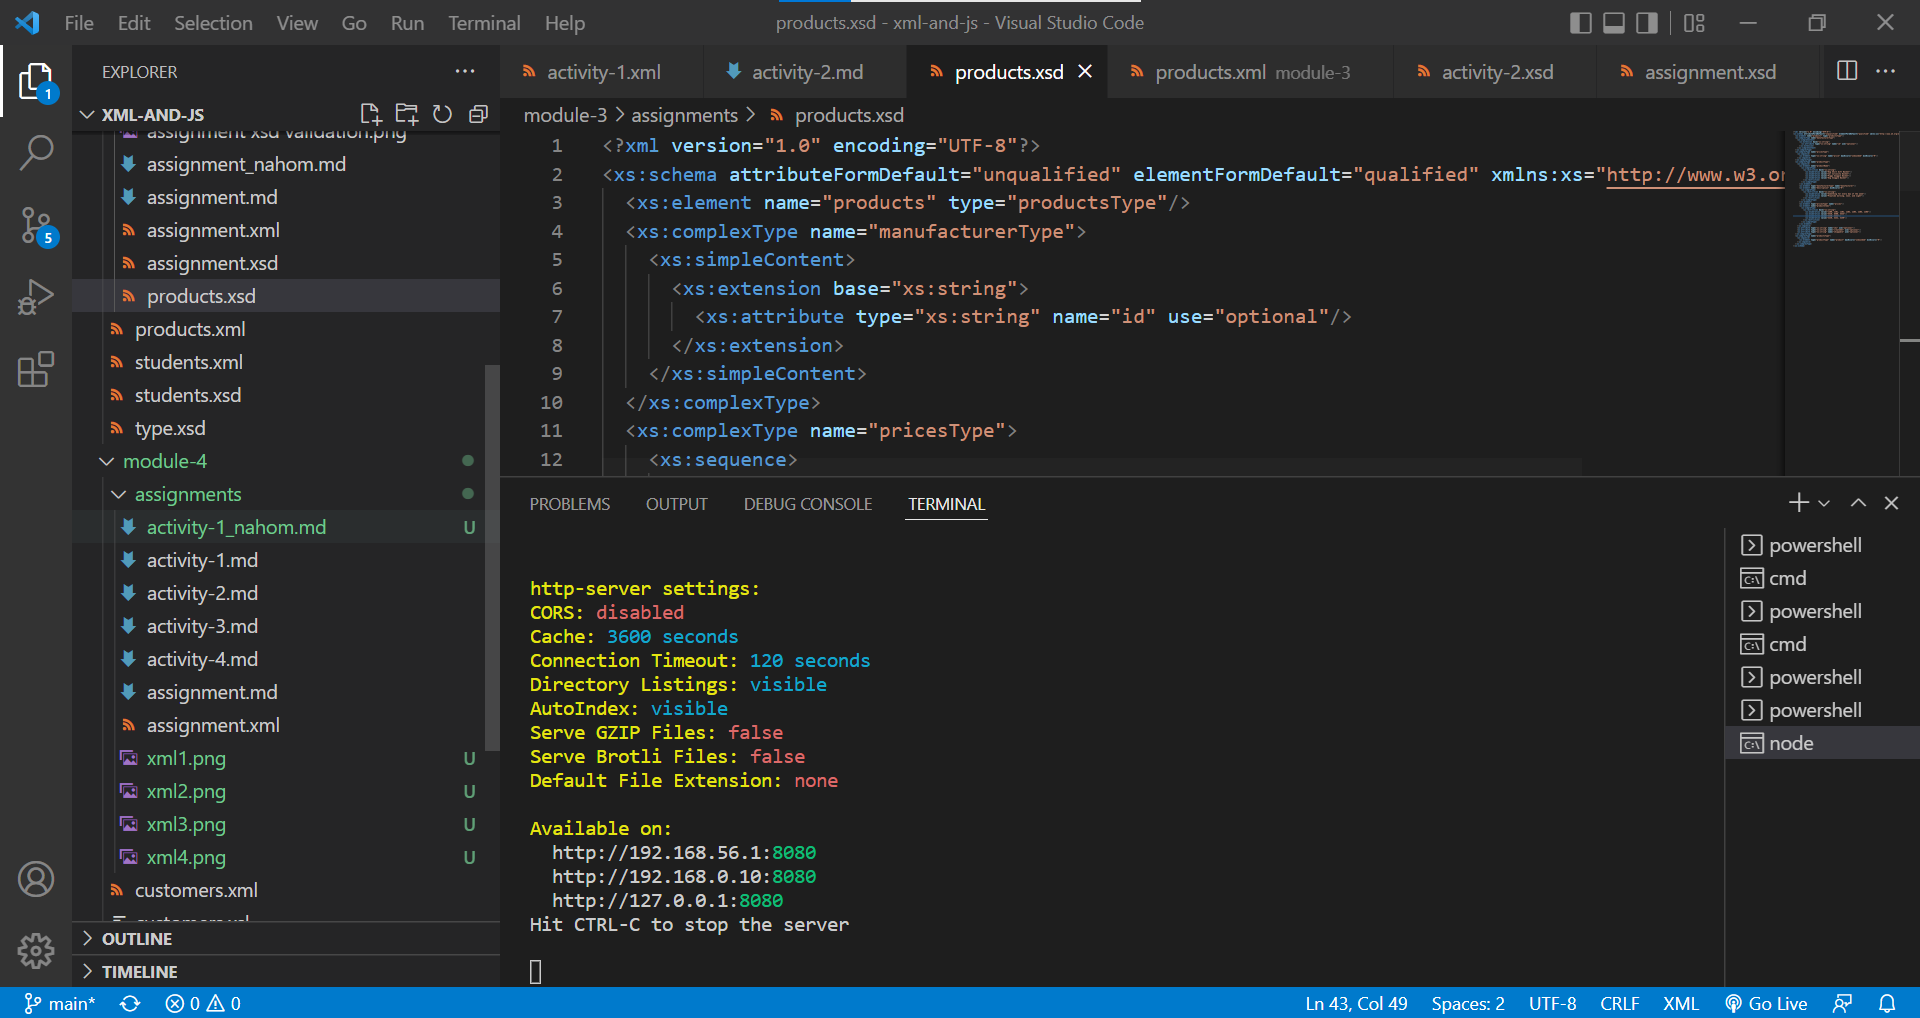 File Edit Selection View Go Run Terminal Help
products.xsd - xml-and-js - Visual Studio Code
1
5
EXPLORER
XML-AND-JS
assignment xsd validation.png
assignment_nahom.md
assignment.md
assignment.xml
assignment.xsd
products.xsd
products.xml
students.xml
students.xsd
type.xsd
module-4
assignments
activity-1_nahom.md U
activity-1.md
activity-2.md
activity-3.md
activity-4.md
assignment.md
assignment.xml
xml1.png U
xml2.png U
xml3.png U
xml4.png U
customers.xml
OUTLINE
TIMELINE
activity-1.xml activity-2.md products.xsd products.xml module-3 activity-2.xsd assignment.xsd
module-3 > assignments > products.xsd
1 <?xml version="1.0" encoding="UTF-8"?>
2 <xs:schema attributeFormDefault="unqualified" elementFormDefault="qualified" xmlns:xs="http://www.w3.or
3 <xs:element name="products" type="productsType"/>
4 <xs:complexType name="manufacturerType">
5 <xs:simpleContent>
6 <xs:extension base="xs:string">
7 <xs:attribute type="xs:string" name="id" use="optional"/>
8 </xs:extension>
9 </xs:simpleContent>
10 </xs:complexType>
11 <xs:complexType name="pricesType">
12 <xs:sequence>
PROBLEMS OUTPUT DEBUG CONSOLE TERMINAL
http-server settings:
CORS: disabled
Cache: 3600 seconds
Connection Timeout: 120 seconds
Directory Listings: visible
AutoIndex: visible
Serve GZIP Files: false
Serve Brotli Files: false
Default File Extension: none
Available on:
http://192.168.56.1:8080
http://192.168.0.10:8080
http://127.0.0.1:8080
Hit CTRL-C to stop the server
powershell
cmd
powershell
cmd
powershell
powershell
node
main* 0 0
Ln 43, Col 49 Spaces: 2 UTF-8 CRLF XML Go Live